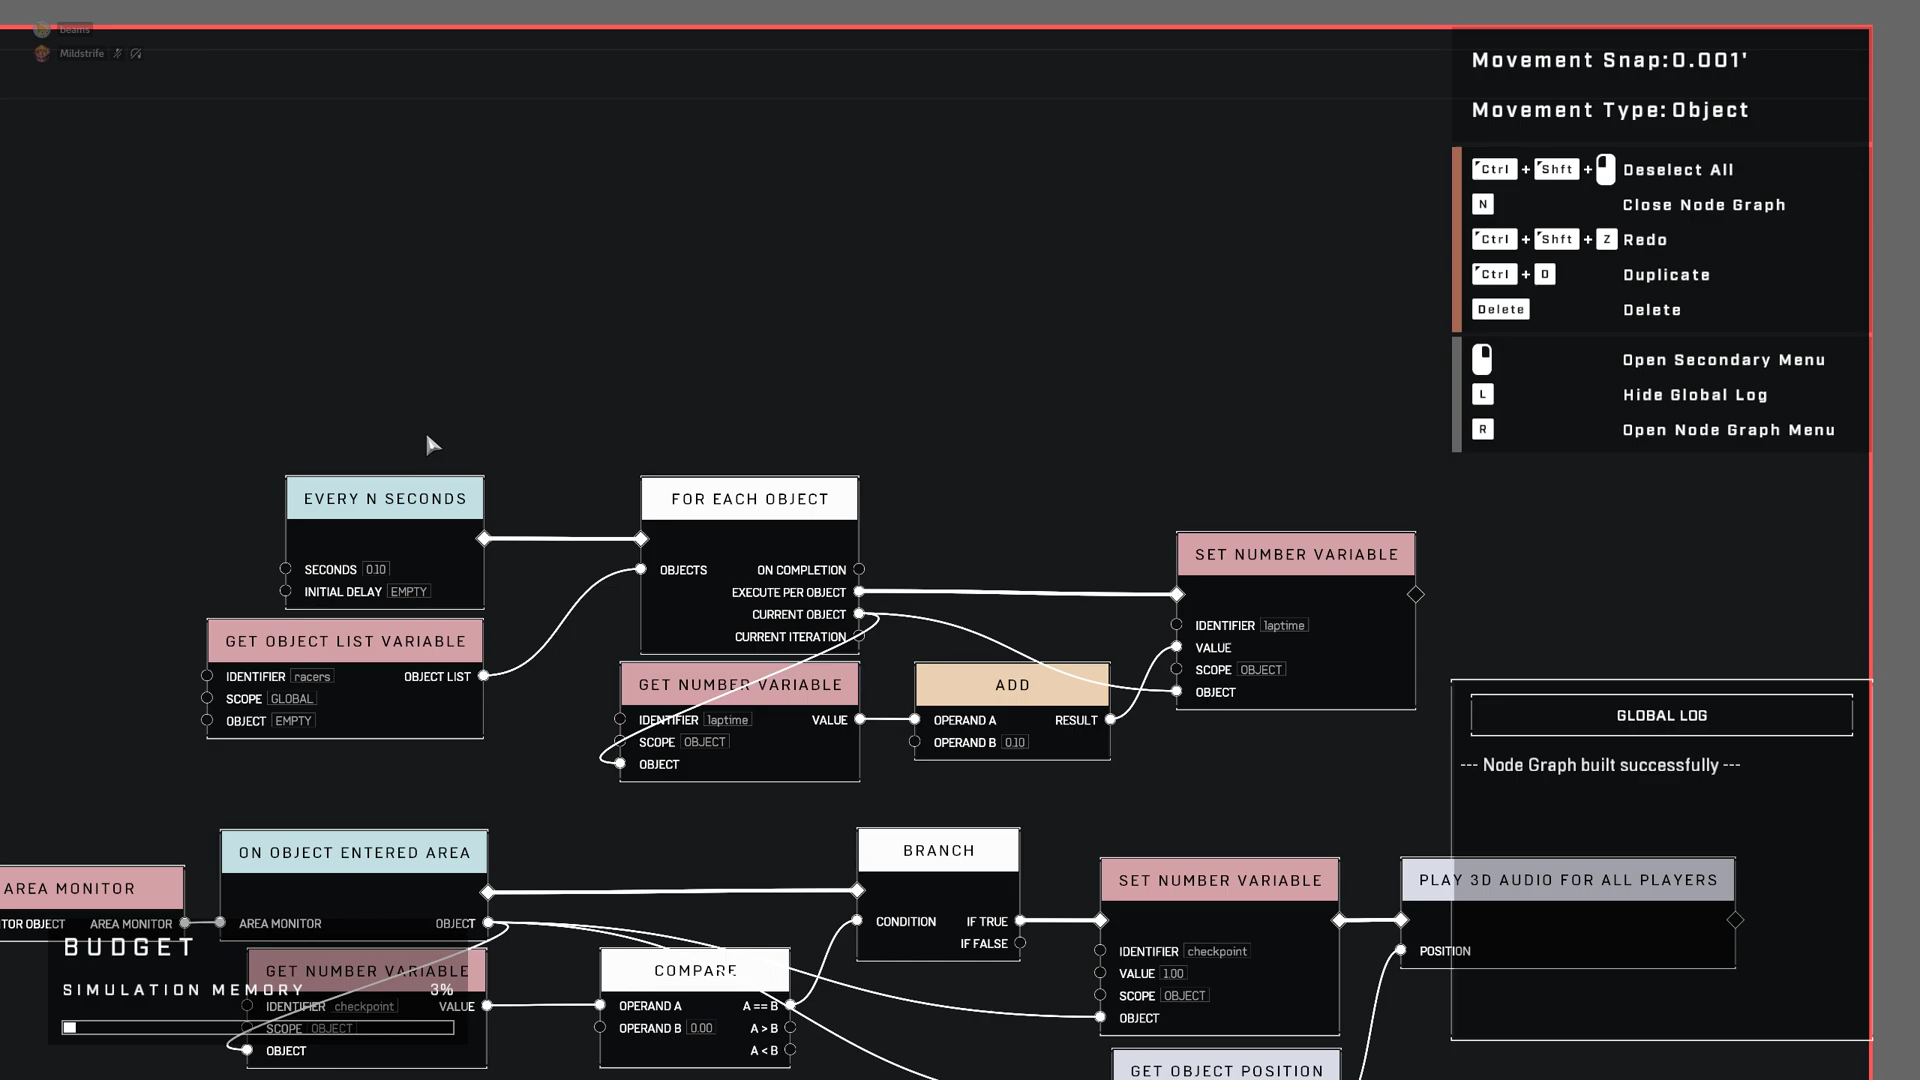 beams
Mildstrife
Movement Snap:0.001'
Movement Type:Object
Ctrl + Shft + Deselect All
N Close Node Graph
Ctrl + Shft + Z Redo
Ctrl + D Duplicate
Delete Delete
Open Secondary Menu
L Hide Global Log
R Open Node Graph Menu
EVERY N SECONDS
SECONDS 0.10
INITIAL DELAY EMPTY
GET OBJECT LIST VARIABLE
IDENTIFIER racers OBJECT LIST
SCOPE GLOBAL
OBJECT EMPTY
FOR EACH OBJECT
OBJECTS ON COMPLETION
EXECUTE PER OBJECT
CURRENT OBJECT
CURRENT ITERATION
GET NUMBER VARIABLE
IDENTIFIER laptime VALUE
SCOPE OBJECT
OBJECT
ADD
OPERAND A RESULT
OPERAND B 0.10
SET NUMBER VARIABLE
IDENTIFIER laptime
VALUE
SCOPE OBJECT
OBJECT
GLOBAL LOG
--- Node Graph built successfully ---
AREA MONITOR
TOR OBJECT AREA MONITOR
ON OBJECT ENTERED AREA
AREA MONITOR OBJECT
GET NUMBER VARIABLE
IDENTIFIER checkpoint VALUE
SCOPE OBJECT
OBJECT
BUDGET
SIMULATION MEMORY 3%
COMPARE
OPERAND A A == B
OPERAND B 0.00 A > B
A < B
BRANCH
CONDITION IF TRUE
IF FALSE
SET NUMBER VARIABLE
IDENTIFIER checkpoint
VALUE 1.00
SCOPE OBJECT
OBJECT
PLAY 3D AUDIO FOR ALL PLAYERS
POSITION
GET OBJECT POSITION